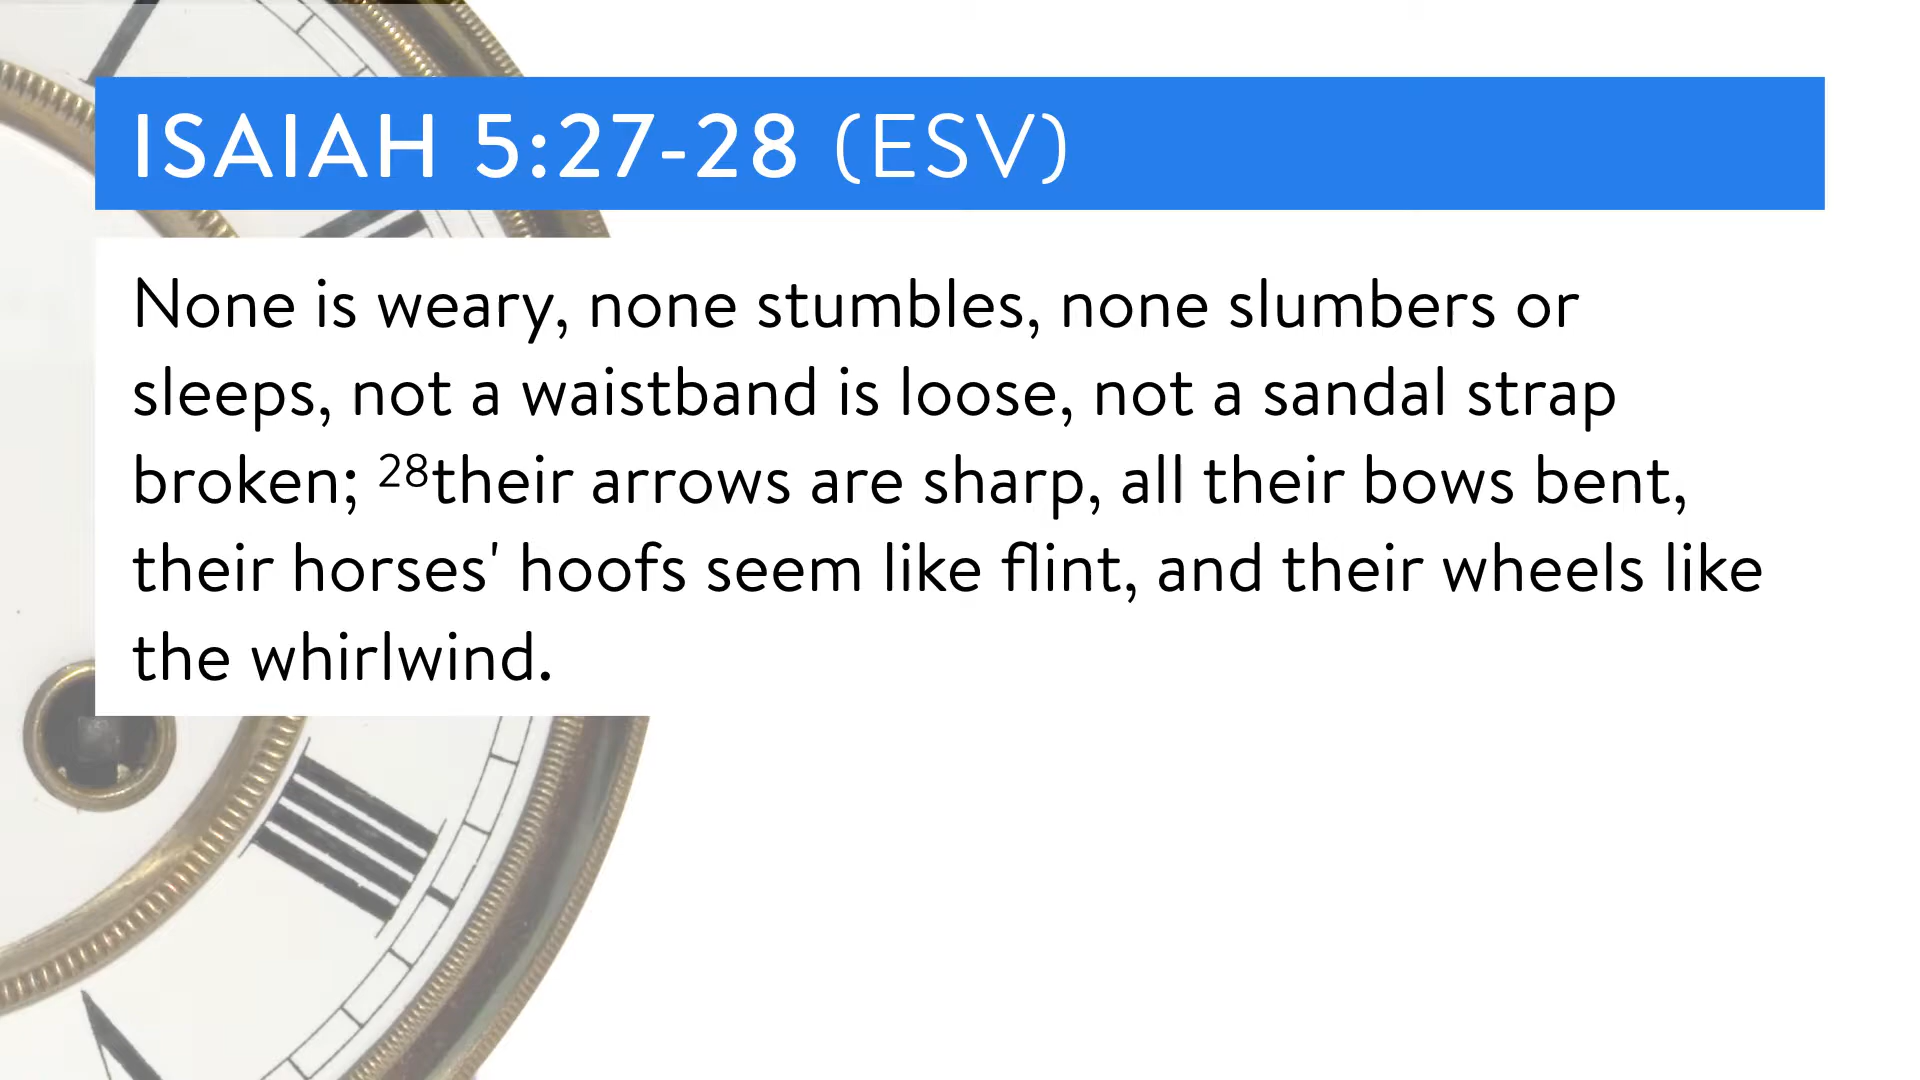 ISAIAH 5:27-28 (ESV)
None is weary, none stumbles, none slumbers or
sleeps, not a waistband is loose, not a sandal strap
broken; 28their arrows are sharp, all their bows bent,
their horses' hoofs seem like flint, and their wheels like
the whirlwind.
IIII